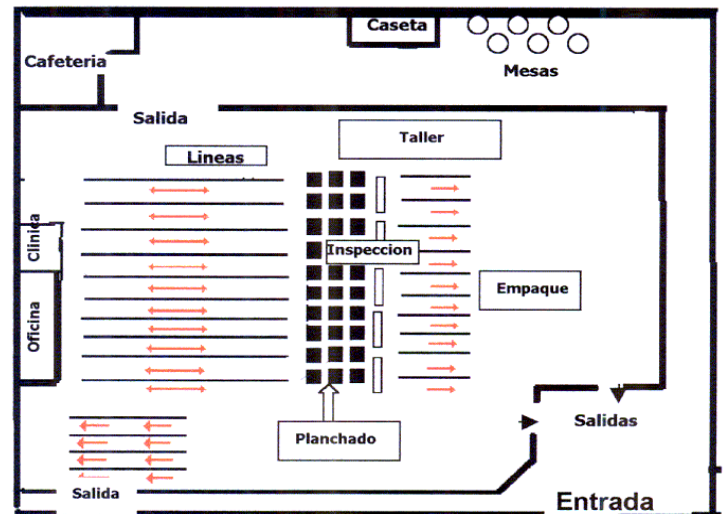 Caseta
Cafeteria
Mesas
Salida
Taller
Lineas
Clinica
Inspeccion
Empaque
Oficina
Salidas
Planchado
Salida
Entrada